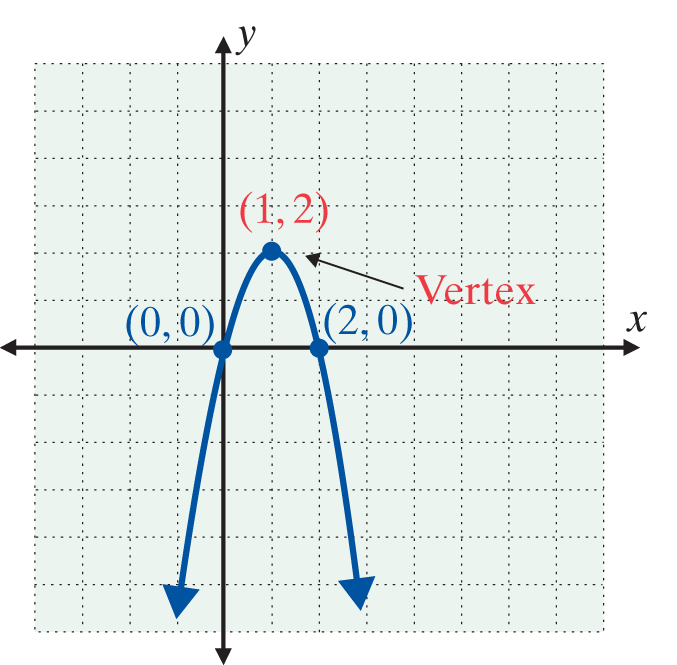 y
(1, 2)
Vertex
(0, 0)
(2, 0)
x